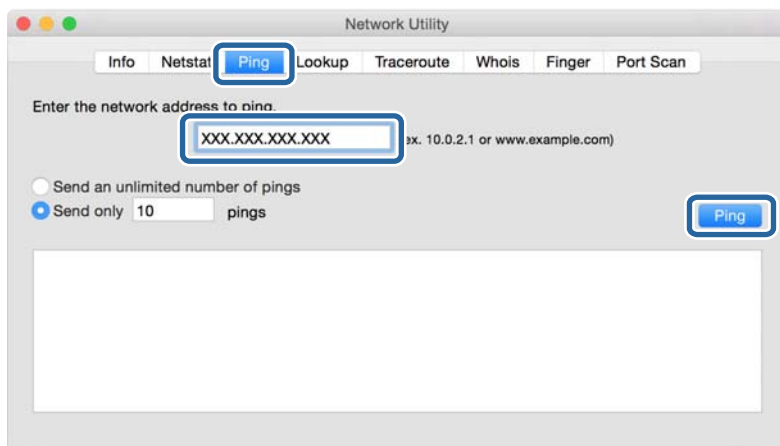 Network Utility
Info Netstat Ping Lookup Traceroute Whois Finger Port Scan
Enter the network address to ping.
XXX.XXX.XXX.XXX ex. 10.0.2.1 or www.example.com)
Send an unlimited number of pings
Send only 10 pings
Ping